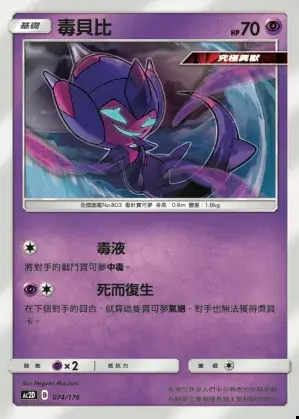 基礎 毒貝比 HP70
究極異獸
全國圖鑑No.803 毒針寶可夢 身高：0.6m 體重：1.8kg
毒液
將對手的戰鬥寶可夢中毒。
死而復生
在下個對手的回合，就算這隻寶可夢氣絕，對手也無法獲得獎賞卡。
弱點 ×2 抵抗力 撤退
Illus. Megumi Mizutani
AC2D B 074/176